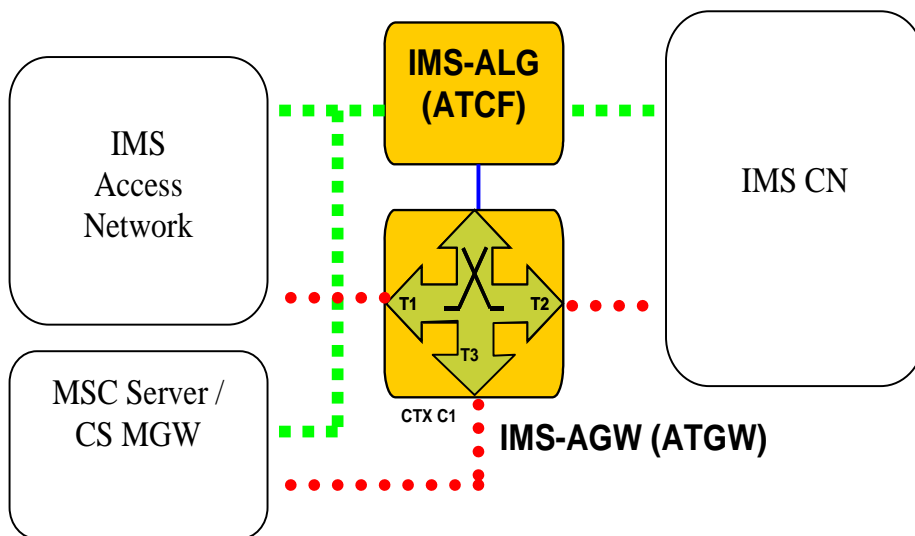 IMS-ALG
(ATCF)
IMS
Access
Network
IMS CN
T1
T2
T3
MSC Server /
CS MGW
CTX C1
IMS-AGW (ATGW)